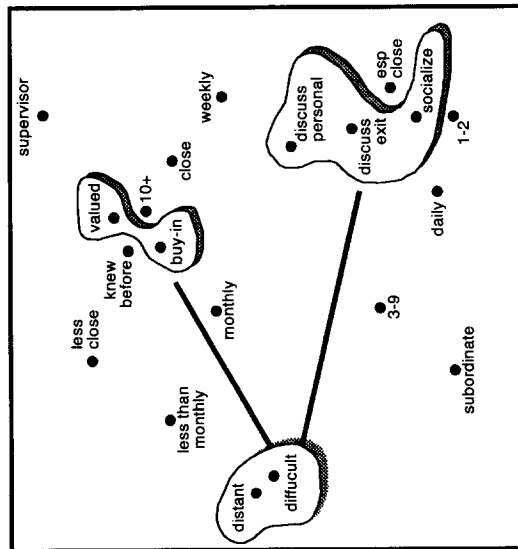 supervisor
less
close
valued
knew
before
10+
buy-in
close
less than
monthly
weekly
monthly
distant
diffucult
discuss
personal
discuss
exit
esp
close
3-9
socialize
daily
subordinate
1-2